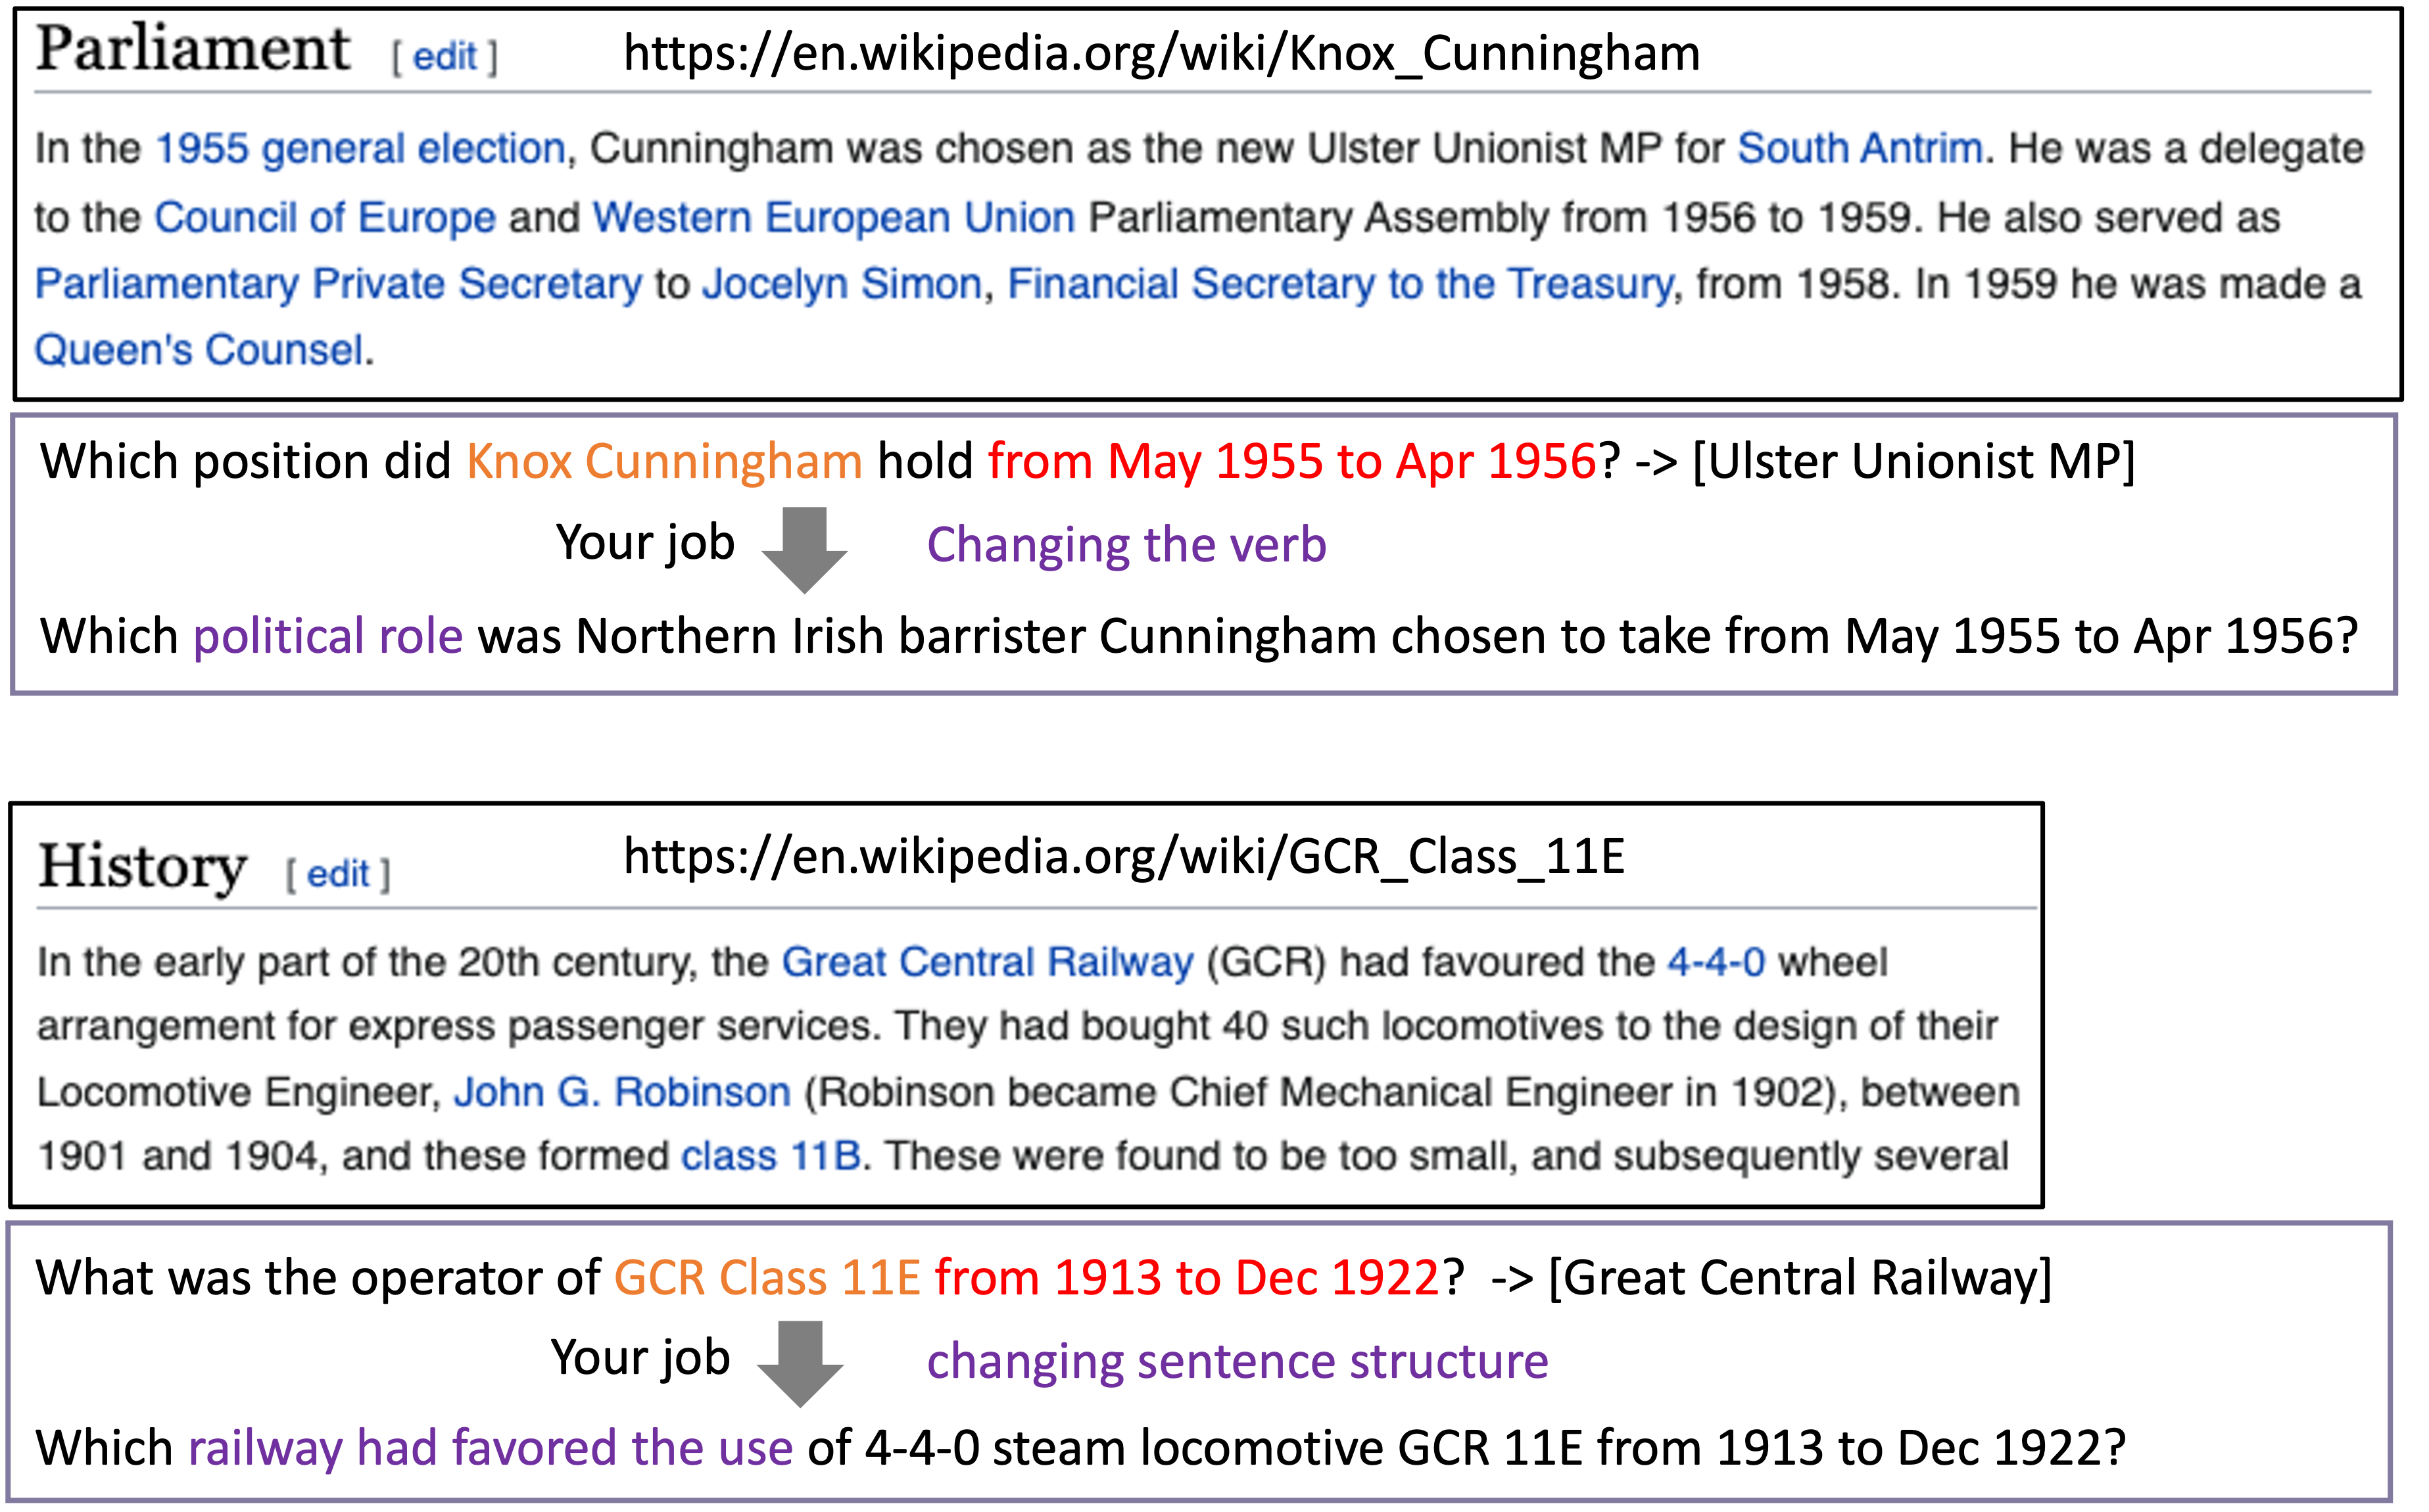 Parliament [ edit ] https://en.wikipedia.org/wiki/Knox_Cunningham
In the 1955 general election, Cunningham was chosen as the new Ulster Unionist MP for South Antrim. He was a delegate
to the Council of Europe and Western European Union Parliamentary Assembly from 1956 to 1959. He also served as
Parliamentary Private Secretary to Jocelyn Simon, Financial Secretary to the Treasury, from 1958. In 1959 he was made a
Queen's Counsel.
Which position did Knox Cunningham hold from May 1955 to Apr 1956? -> [Ulster Unionist MP]
Your job Changing the verb
Which political role was Northern Irish barrister Cunningham chosen to take from May 1955 to Apr 1956?
History [ edit ] https://en.wikipedia.org/wiki/GCR_Class_11E
In the early part of the 20th century, the Great Central Railway (GCR) had favoured the 4-4-0 wheel
arrangement for express passenger services. They had bought 40 such locomotives to the design of their
Locomotive Engineer, John G. Robinson (Robinson became Chief Mechanical Engineer in 1902), between
1901 and 1904, and these formed class 11B. These were found to be too small, and subsequently several
What was the operator of GCR Class 11E from 1913 to Dec 1922? -> [Great Central Railway]
Your job changing sentence structure
Which railway had favored the use of 4-4-0 steam locomotive GCR 11E from 1913 to Dec 1922?